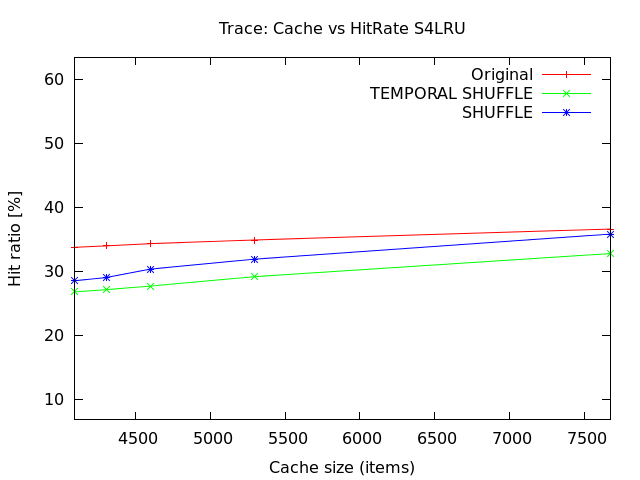 Trace: Cache vs HitRate S4LRU
Original
TEMPORAL SHUFFLE
SHUFFLE
Hit ratio [%]
60
50
40
30
20
10
4500 5000 5500 6000 6500 7000 7500
Cache size (items)